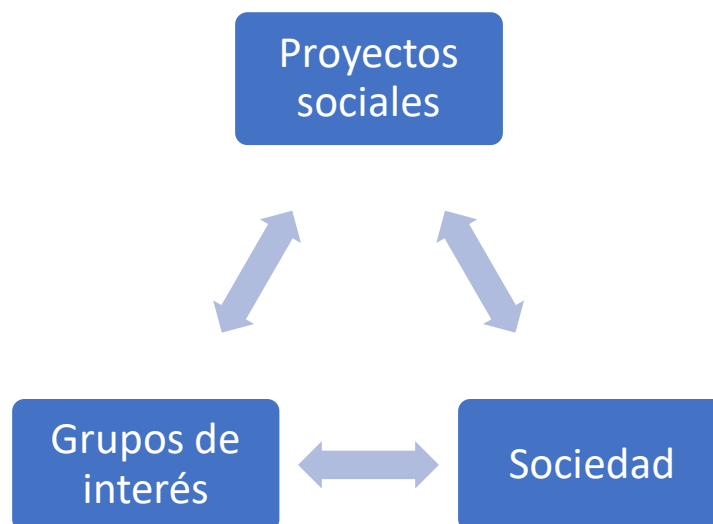 Proyectos
sociales
Grupos de
interés
Sociedad